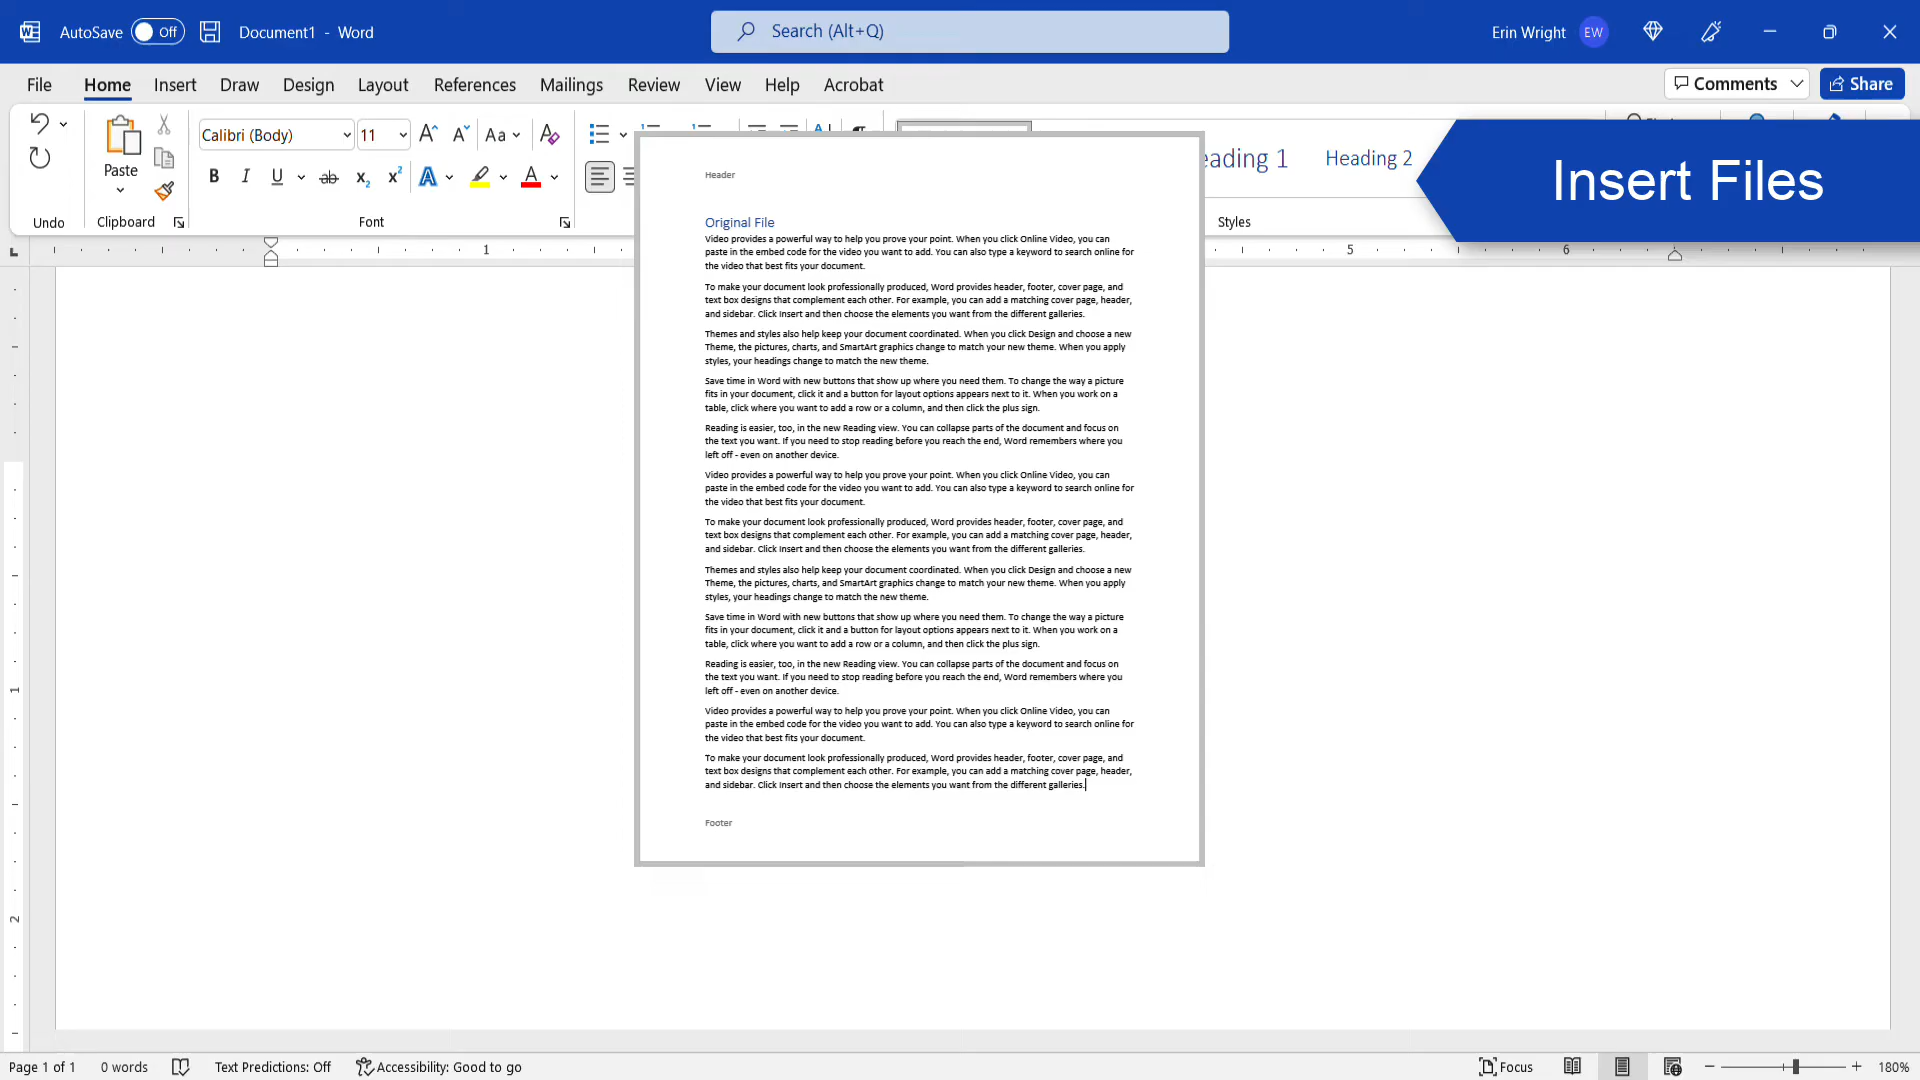 AutoSave Off Document1 - Word Search (Alt+Q) Erin Wright EW
File Home Insert Draw Design Layout References Mailings Review View Help Acrobat Comments Share
Calibri (Body) 11 Aa
Paste
B I U ab x2 x2 A A
eading 1 Heading 2
Insert Files
Undo Clipboard Font Styles
1 5 6
Header
Original File
Video provides a powerful way to help you prove your point. When you click Online Video, you can
paste in the embed code for the video you want to add. You can also type a keyword to search online for
the video that best fits your document.
To make your document look professionally produced, Word provides header, footer, cover page, and
text box designs that complement each other. For example, you can add a matching cover page, header,
and sidebar. Click Insert and then choose the elements you want from the different galleries.
Themes and styles also help keep your document coordinated. When you click Design and choose a new
Theme, the pictures, charts, and SmartArt graphics change to match your new theme. When you apply
styles, your headings change to match the new theme.
Save time in Word with new buttons that show up where you need them. To change the way a picture
fits in your document, click it and a button for layout options appears next to it. When you work on a
table, click where you want to add a row or a column, and then click the plus sign.
Reading is easier, too, in the new Reading view. You can collapse parts of the document and focus on
the text you want. If you need to stop reading before you reach the end, Word remembers where you
left off - even on another device.
Video provides a powerful way to help you prove your point. When you click Online Video, you can
paste in the embed code for the video you want to add. You can also type a keyword to search online for
the video that best fits your document.
To make your document look professionally produced, Word provides header, footer, cover page, and
text box designs that complement each other. For example, you can add a matching cover page, header,
and sidebar. Click Insert and then choose the elements you want from the different galleries.
Themes and styles also help keep your document coordinated. When you click Design and choose a new
Theme, the pictures, charts, and SmartArt graphics change to match your new theme. When you apply
styles, your headings change to match the new theme.
Save time in Word with new buttons that show up where you need them. To change the way a picture
fits in your document, click it and a button for layout options appears next to it. When you work on a
table, click where you want to add a row or a column, and then click the plus sign.
Reading is easier, too, in the new Reading view. You can collapse parts of the document and focus on
the text you want. If you need to stop reading before you reach the end, Word remembers where you
left off - even on another device.
Video provides a powerful way to help you prove your point. When you click Online Video, you can
paste in the embed code for the video you want to add. You can also type a keyword to search online for
the video that best fits your document.
To make your document look professionally produced, Word provides header, footer, cover page, and
text box designs that complement each other. For example, you can add a matching cover page, header,
and sidebar. Click Insert and then choose the elements you want from the different galleries.
Footer
1
2
Page 1 of 1 0 words Text Predictions: Off Accessibility: Good to go Focus 180%